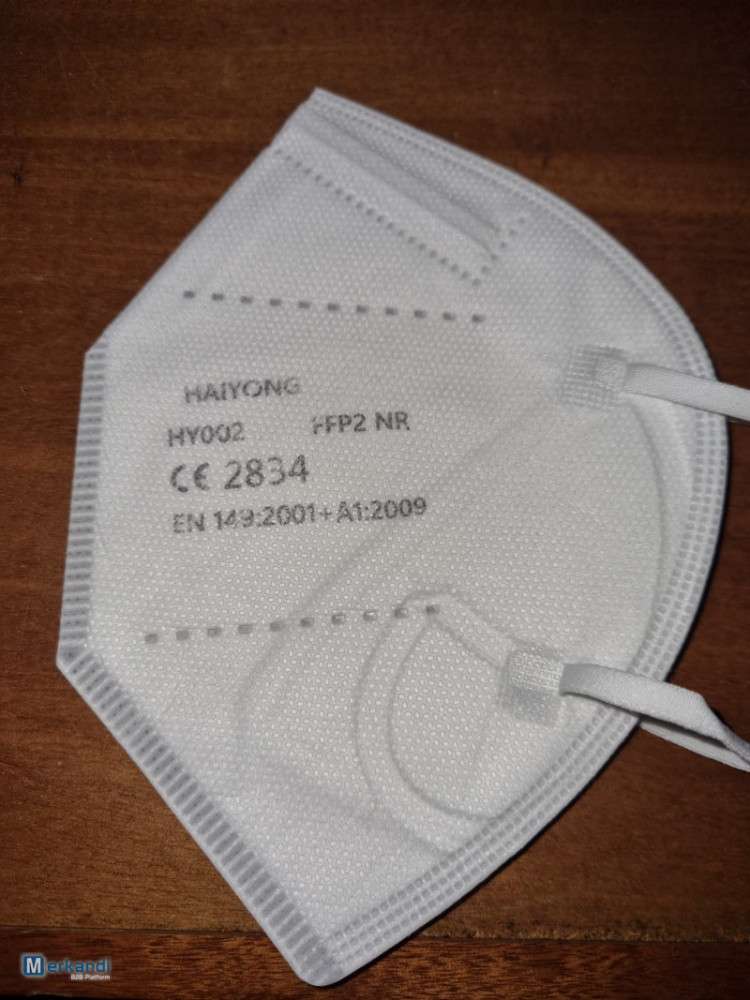 HAIYONG
HY002 FFP2 NR
CE 2834
EN 149:2001+A1:2009
Merkandi
B2B Platform